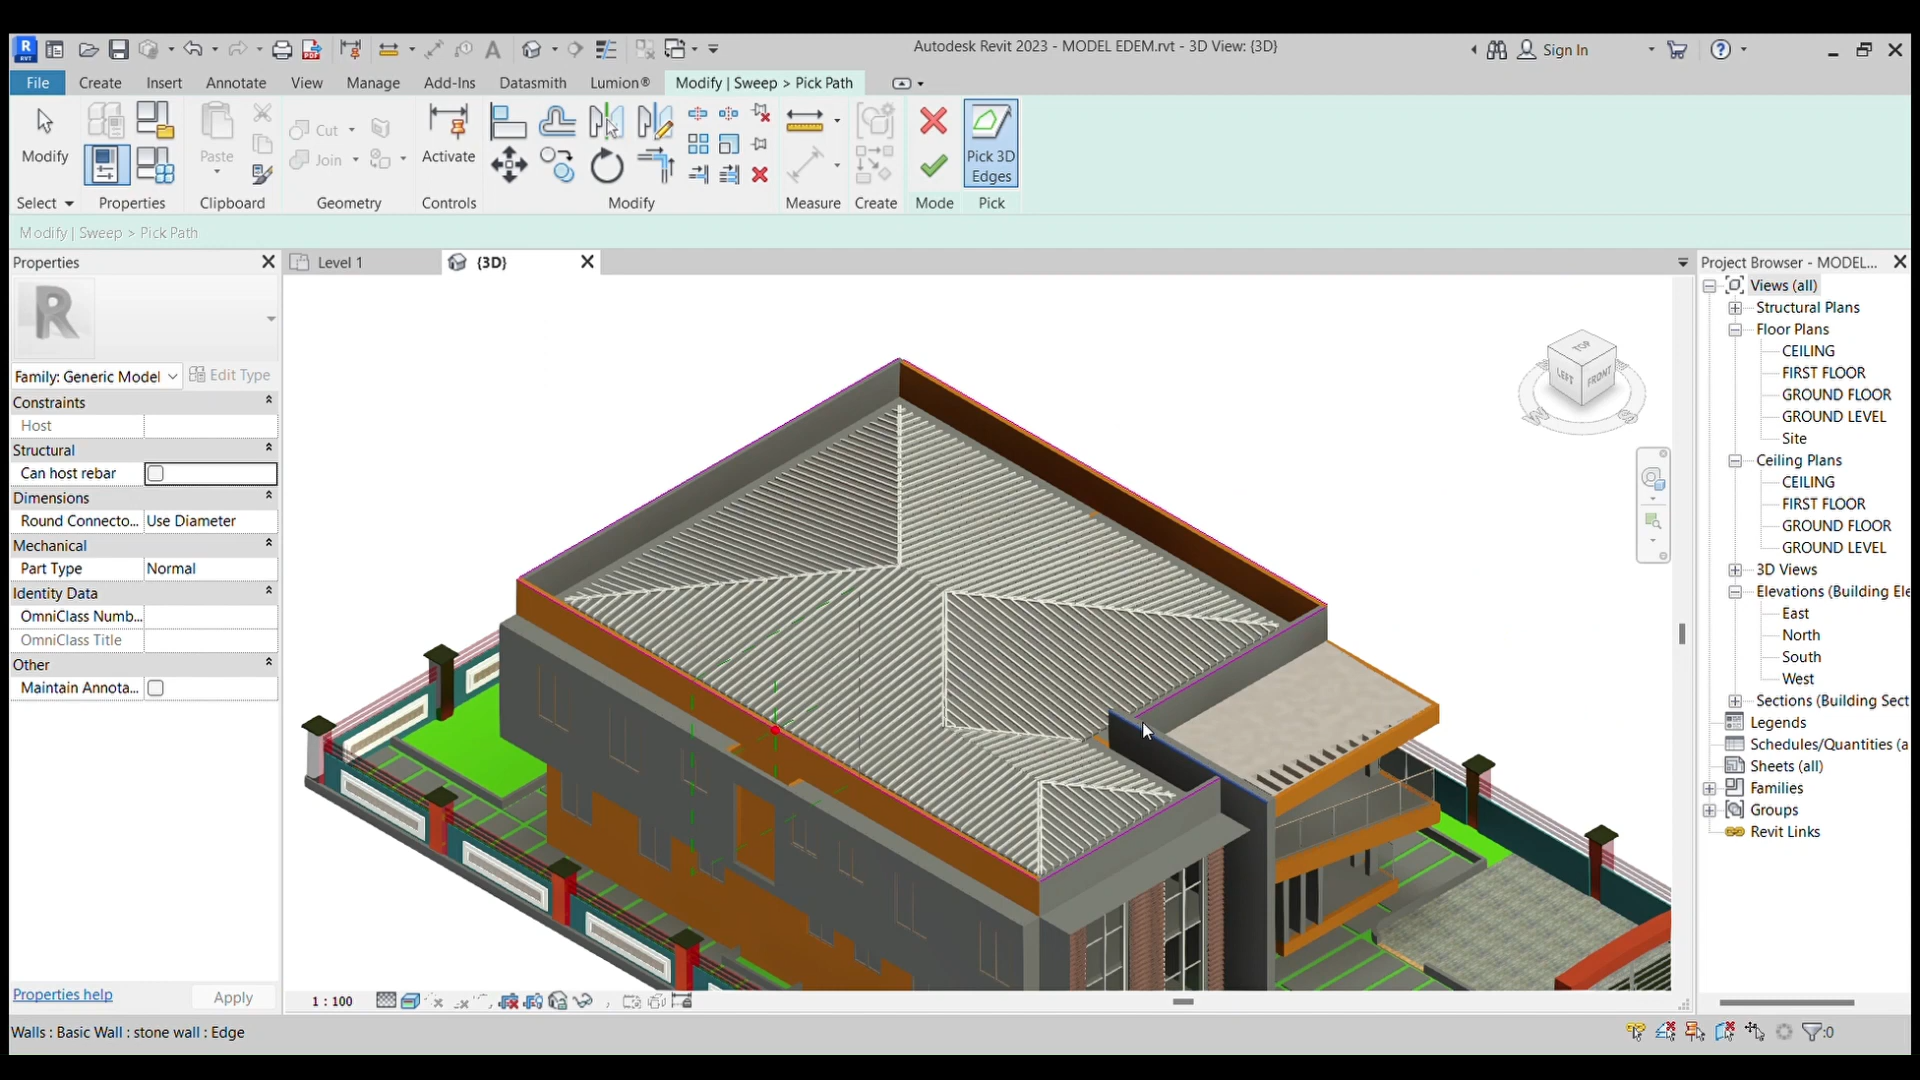 R
RVT
PDF
A
Autodesk Revit 2023 - MODEL EDEM.rvt - 3D View: {3D}
Sign In
?
File
Create
Insert
Annotate
View
Manage
Add-Ins
Datasmith
Lumion®
Modify | Sweep > Pick Path
Modify
Paste
Cut
Join
Activate
Pick 3D
Edges
Select
Properties
Clipboard
Geometry
Controls
Modify
Measure
Create
Mode
Pick
Modify | Sweep > Pick Path
Properties
Level 1
{3D}
Project Browser - MODEL...
R
Family: Generic Model
Edit Type
Constraints
Host
Structural
Can host rebar
Dimensions
Round Connecto...
Use Diameter
Mechanical
Part Type
Normal
Identity Data
OmniClass Numb...
OmniClass Title
Other
Maintain Annota...
Properties help
Apply
TOP
LEFT
FRONT
W
S
Views (all)
Structural Plans
Floor Plans
CEILING
FIRST FLOOR
GROUND FLOOR
GROUND LEVEL
Site
Ceiling Plans
CEILING
FIRST FLOOR
GROUND FLOOR
GROUND LEVEL
3D Views
Elevations (Building Ele
East
North
South
West
Sections (Building Sect
Legends
Schedules/Quantities (a
Sheets (all)
Families
Groups
Revit Links
1 : 100
Walls : Basic Wall : stone wall : Edge
:0